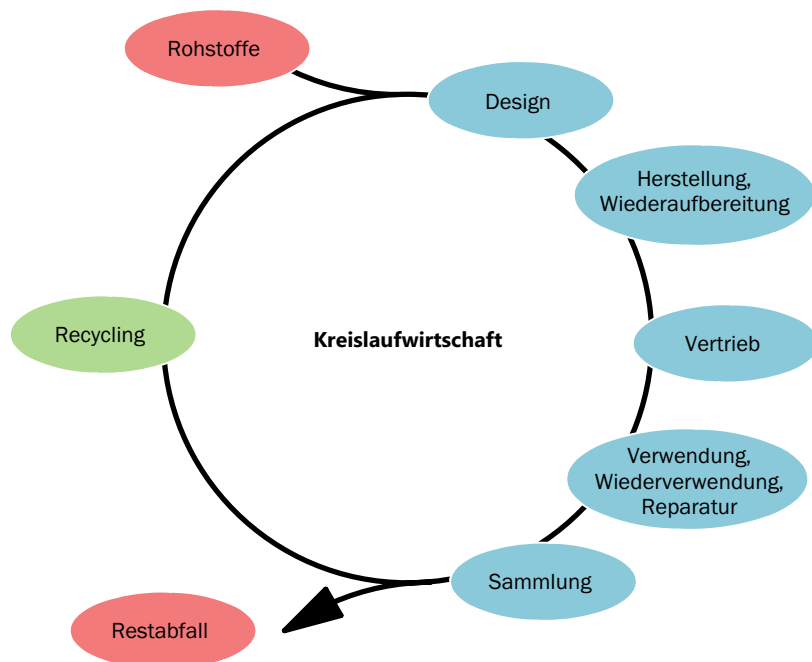 Rohstoffe
Design
Herstellung,
Wiederaufbereitung
Vertrieb
Verwendung,
Wiederverwendung,
Reparatur
Sammlung
Restabfall
Recycling
Kreislaufwirtschaft